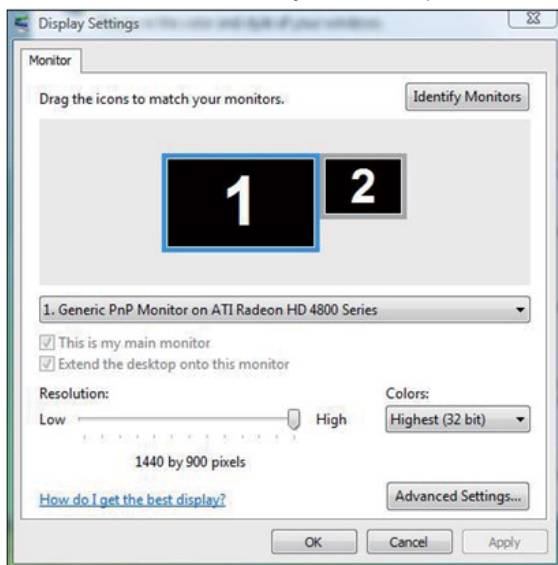 Display Settings
Monitor
Drag the icons to match your monitors.
Identify Monitors
1
2
1. Generic PnP Monitor on ATI Radeon HD 4800 Series
This is my main monitor
Extend the desktop onto this monitor
Resolution:
Colors:
Low
High
Highest (32 bit)
1440 by 900 pixels
How do I get the best display?
Advanced Settings...
OK
Cancel
Apply